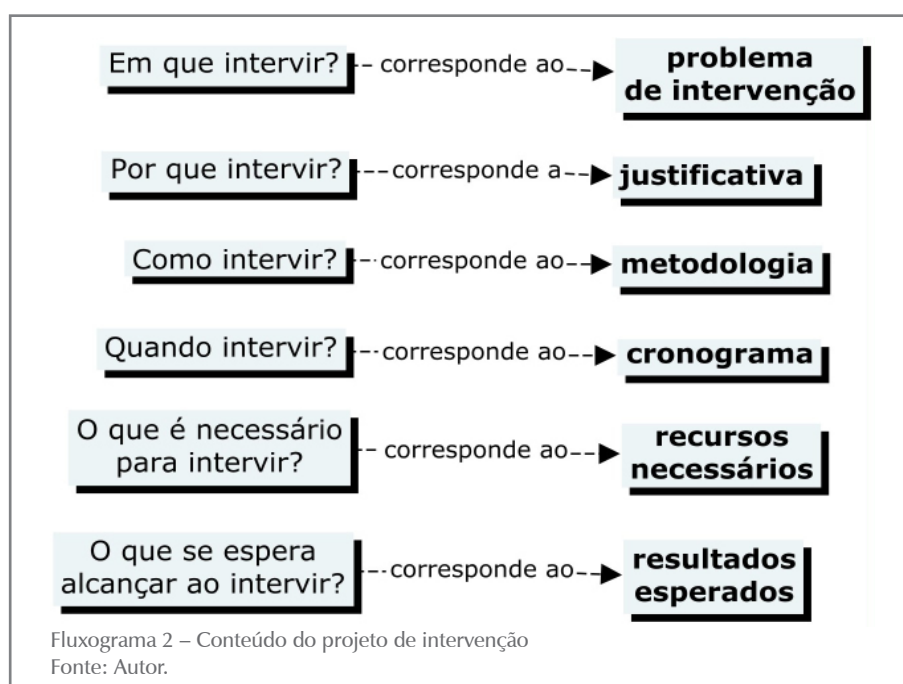 Em que intervir? corresponde ao problema
de intervenção
Por que intervir? corresponde a justificativa
Como intervir? corresponde ao metodologia
Quando intervir? corresponde ao cronograma
O que é necessário
para intervir? corresponde ao recursos
necessários
O que se espera
alcançar ao intervir? corresponde ao resultados
esperados
Fluxograma 2 – Conteúdo do projeto de intervenção
Fonte: Autor.